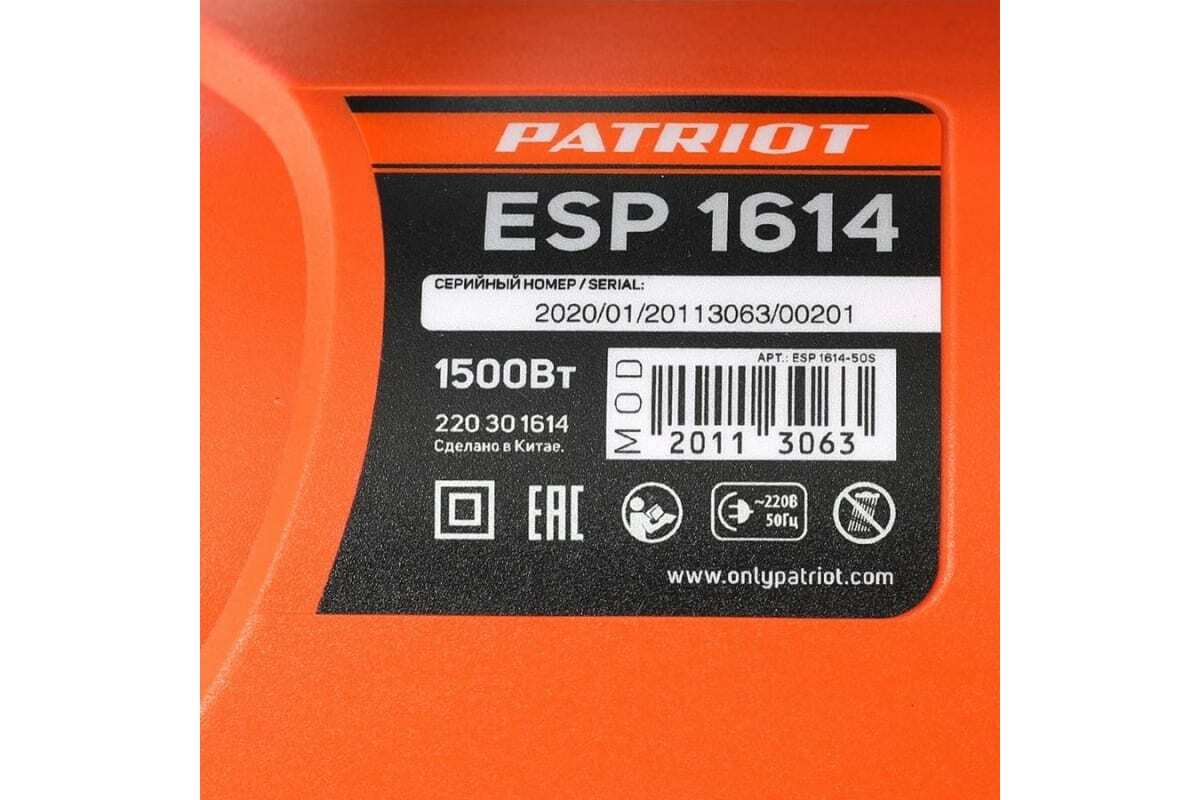 PATRIOT
ESP 1614
СЕРИЙНЫЙ НОМЕР / SERIAL:
2020/01/20113063/00201
1500Вт
220 30 1614
Сделано в Китае.
АРТ.: ESP 1614-50S
MOD
2011 3063
EAC
~220В
50Гц
www.onlypatriot.com